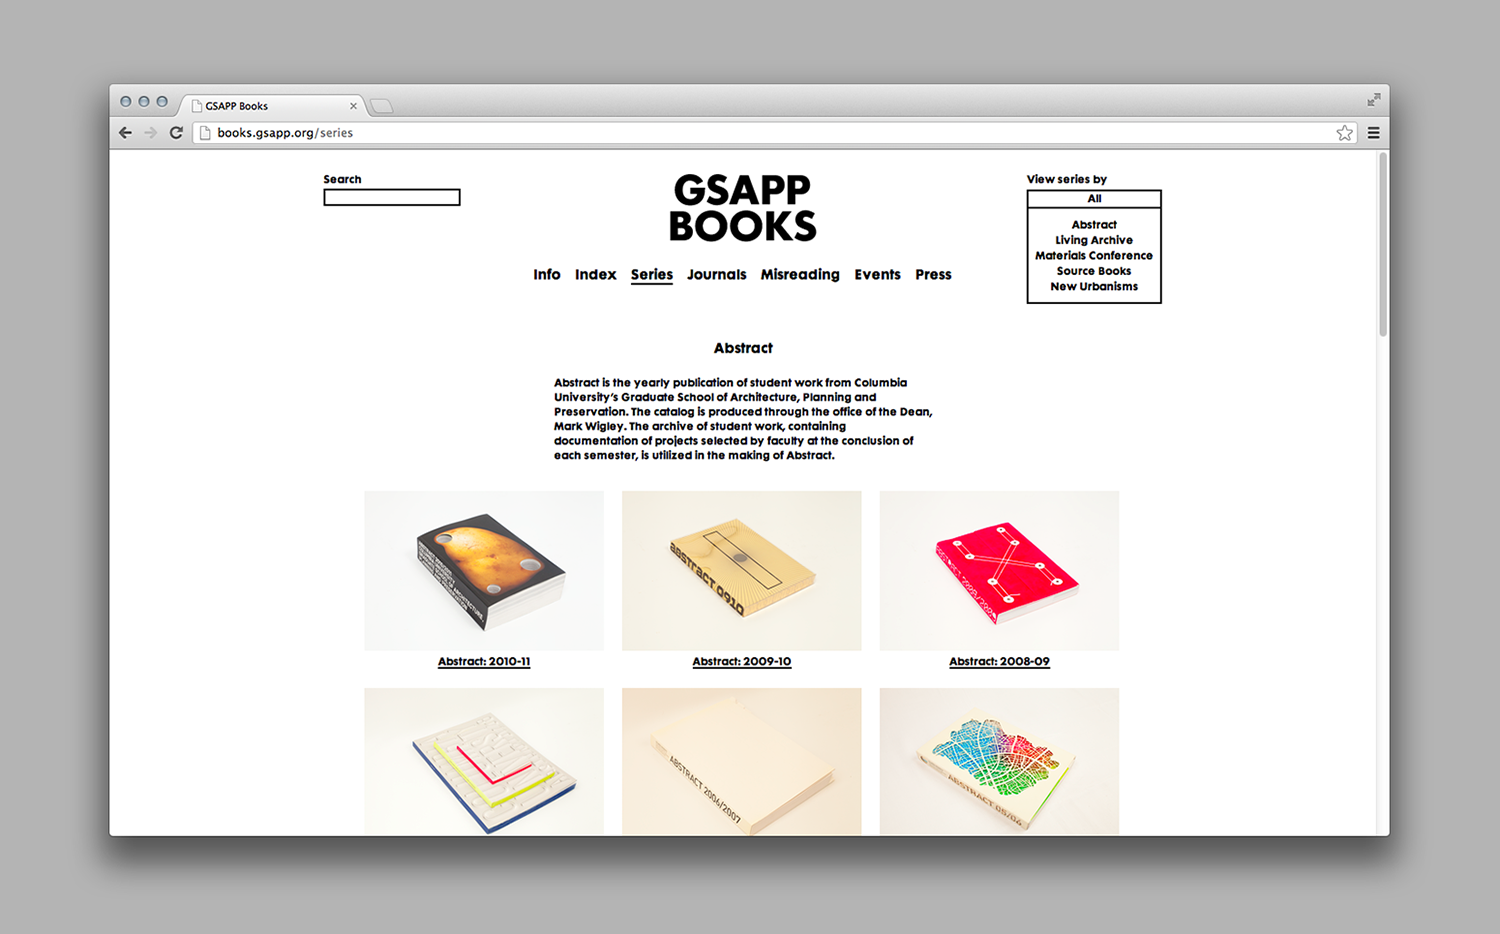 GSAPP Books
books.gsapp.org/series
Search
GSAPP
BOOKS
View series by
All
Abstract
Living Archive
Materials Conference
Source Books
New Urbanisms
Info Index Series Journals Misreading Events Press
Abstract
Abstract is the yearly publication of student work from Columbia
University's Graduate School of Architecture, Planning and
Preservation. The catalog is produced through the office of the Dean,
Mark Wigley. The archive of student work, containing
documentation of projects selected by faculty at the conclusion of
each semester, is utilized in the making of Abstract.
abstract 0910
ABSTRACT 2008/2009
Abstract: 2010-11
Abstract: 2009-10
Abstract: 2008-09
ABSTRACT 2006/2007
ABSTRACT 05/06